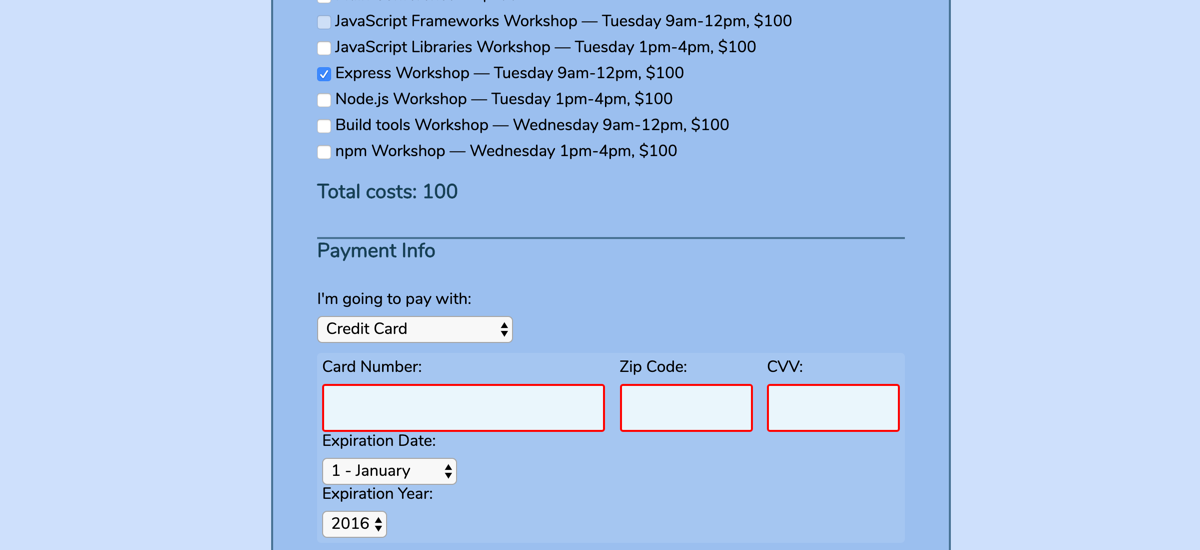 JavaScript Frameworks Workshop — Tuesday 9am-12pm, $100
JavaScript Libraries Workshop — Tuesday 1pm-4pm, $100
Express Workshop — Tuesday 9am-12pm, $100
Node.js Workshop — Tuesday 1pm-4pm, $100
Build tools Workshop — Wednesday 9am-12pm, $100
npm Workshop — Wednesday 1pm-4pm, $100
Total costs: 100
Payment Info
I'm going to pay with:
Credit Card
Card Number: Zip Code: CVV:
Expiration Date:
1 - January
Expiration Year:
2016